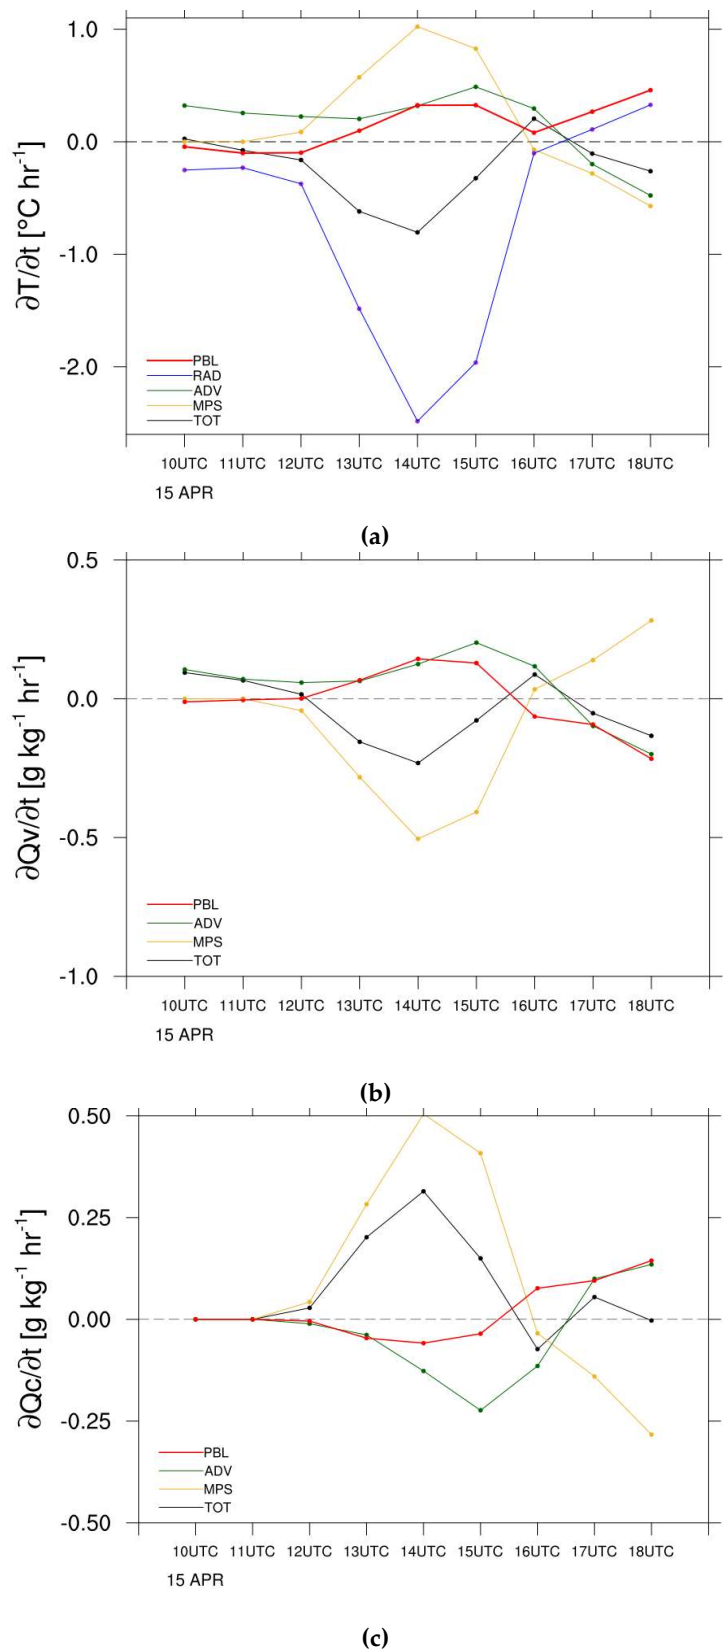 1.0
0.0
-1.0
-2.0
∂T/∂t [°C hr⁻¹]
PBL
RAD
ADV
MPS
TOT
10UTC 11UTC 12UTC 13UTC 14UTC 15UTC 16UTC 17UTC 18UTC
15 APR
(a)
0.5
0.0
-0.5
-1.0
∂Qv/∂t [g kg⁻¹ hr⁻¹]
PBL
ADV
MPS
TOT
10UTC 11UTC 12UTC 13UTC 14UTC 15UTC 16UTC 17UTC 18UTC
15 APR
(b)
0.50
0.25
0.00
-0.25
-0.50
∂Qc/∂t [g kg⁻¹ hr⁻¹]
PBL
ADV
MPS
TOT
10UTC 11UTC 12UTC 13UTC 14UTC 15UTC 16UTC 17UTC 18UTC
15 APR
(c)